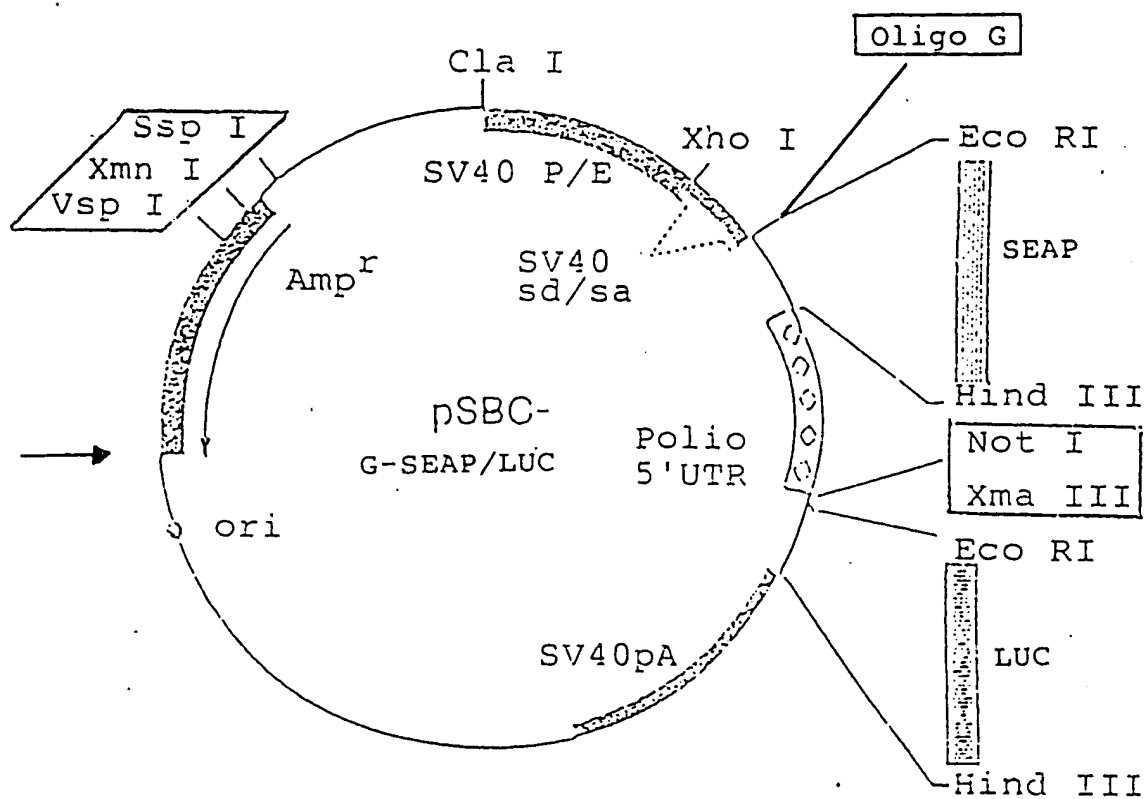 Oligo G
Cla I
Ssp I
Xmn I
Vsp I
Xho I
Eco RI
SV40 P/E
SEAP
SV40
sd/sa
Amp^r
Hind III
pSBC-
G-SEAP/LUC
Polio
5'UTR
Not I
Xma III
ori
Eco RI
SV40pA
LUC
Hind III